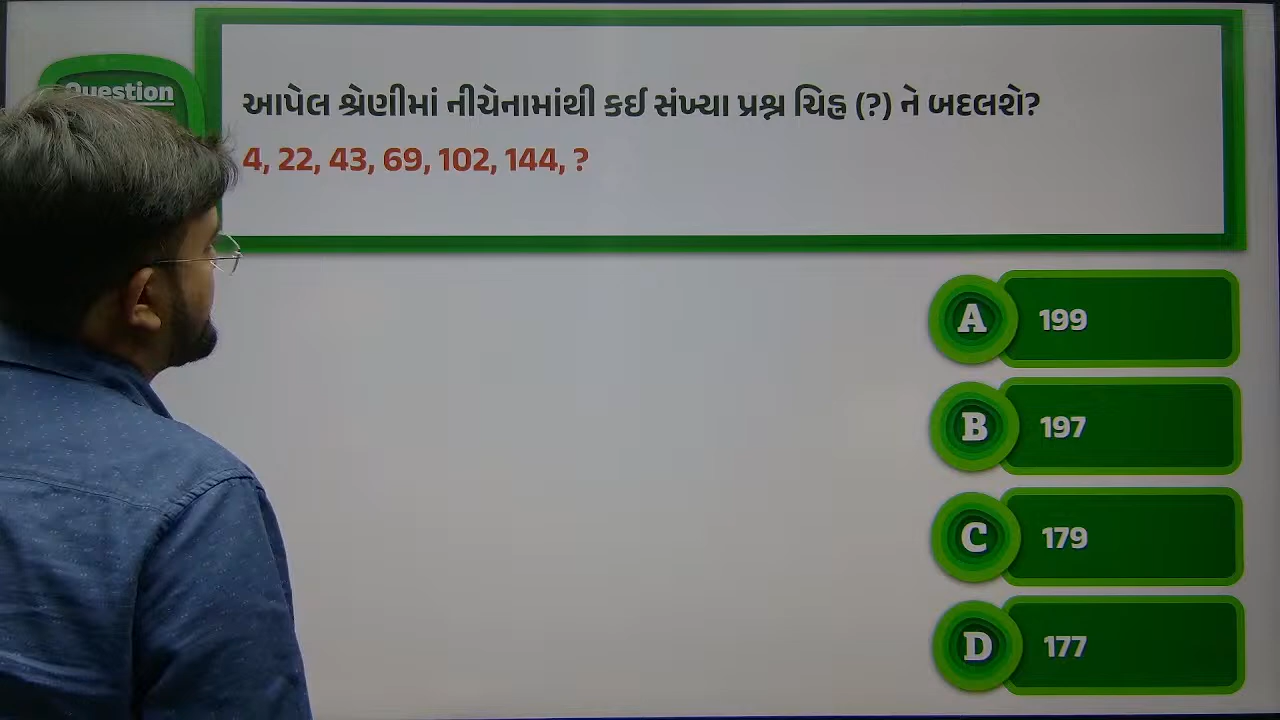 Question
આપેલ શ્રેણીમાં નીચેનામાંથી કઈ સંખ્યા પ્રશ્ન ચિહ્ન (?) ને બદલશે?
4, 22, 43, 69, 102, 144, ?
A 199
B 197
C 179
D 177